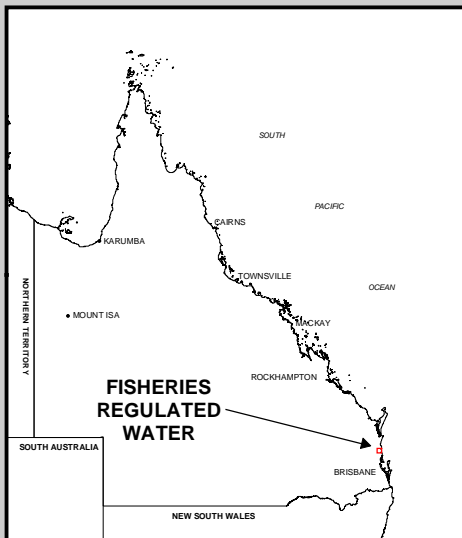 SOUTH
PACIFIC
CAIRNS
KARUMBA
TOWNSVILLE
OCEAN
NORTHERN TERRITORY
MOUNT ISA
MACKAY
ROCKHAMPTON
FISHERIES
REGULATED
WATER
SOUTH AUSTRALIA
BRISBANE
NEW SOUTH WALES